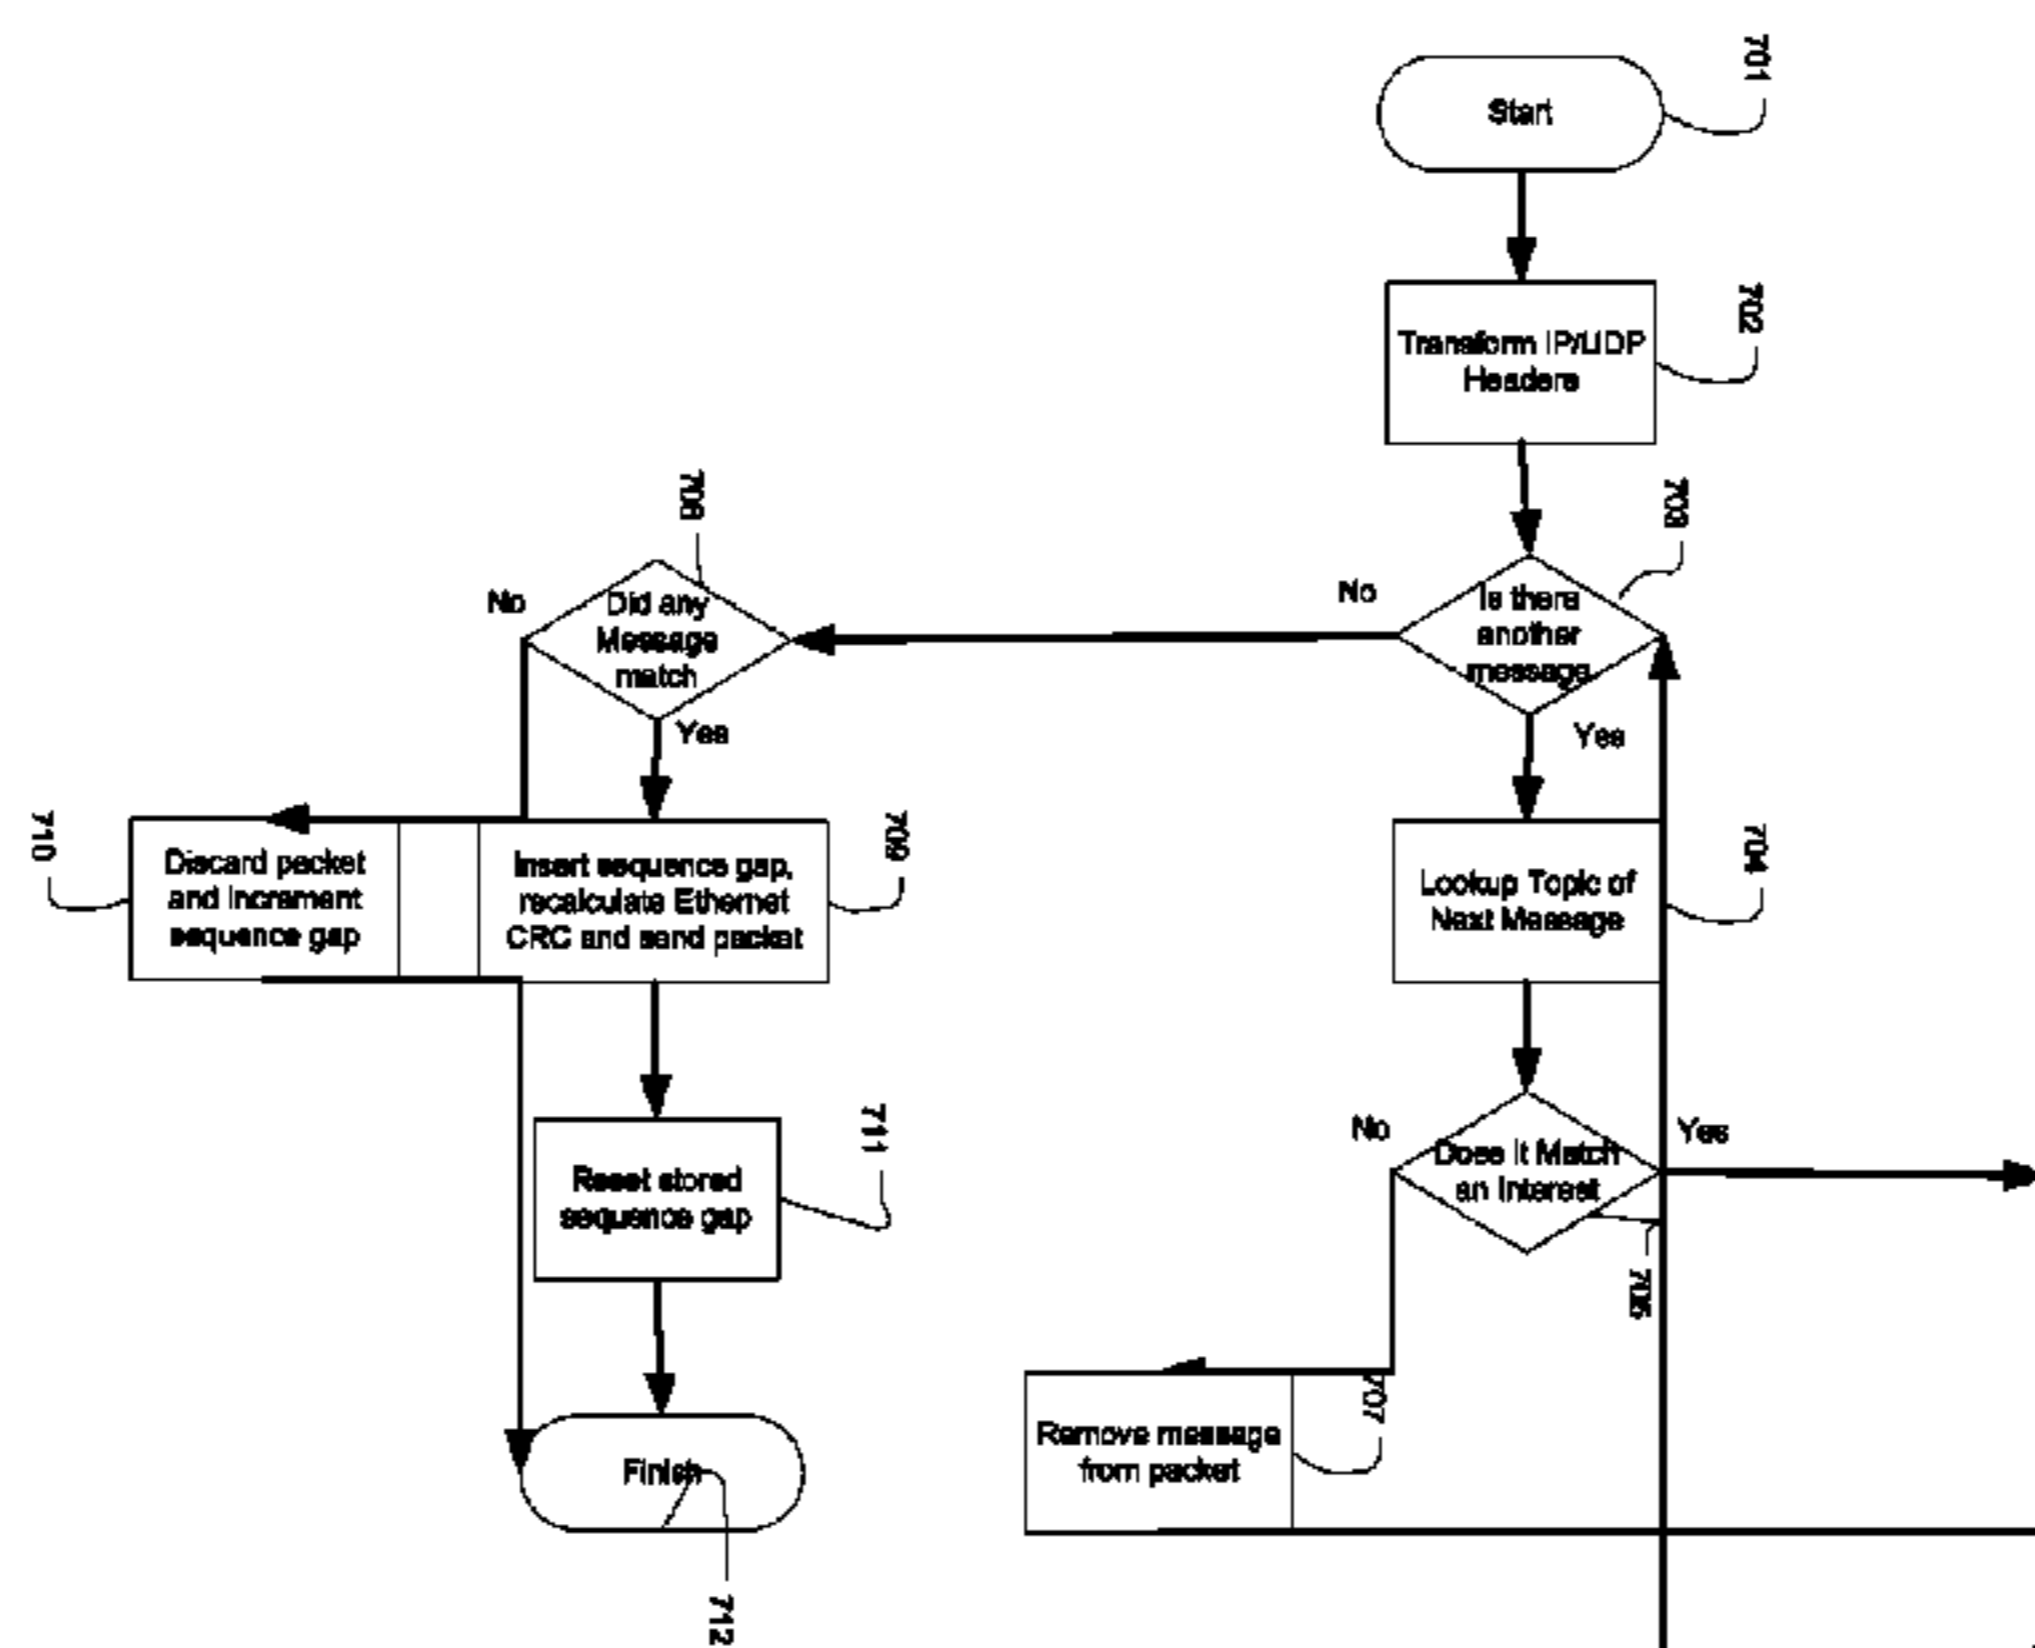 Start
701
Transform IP/UDP
Headers
702
Is there
another
message
703
No
Yes
Did any
Message
match
708
No
Yes
Discard packet
and increment
sequence gap
710
Insert sequence gap,
recalculate Ethernet
CRC and send packet
709
Lookup Topic of
Next Message
704
Reset stored
sequence gap
711
Does it Match
an Interest
No
Yes
705
Remove message
from packet
707
Finish
712